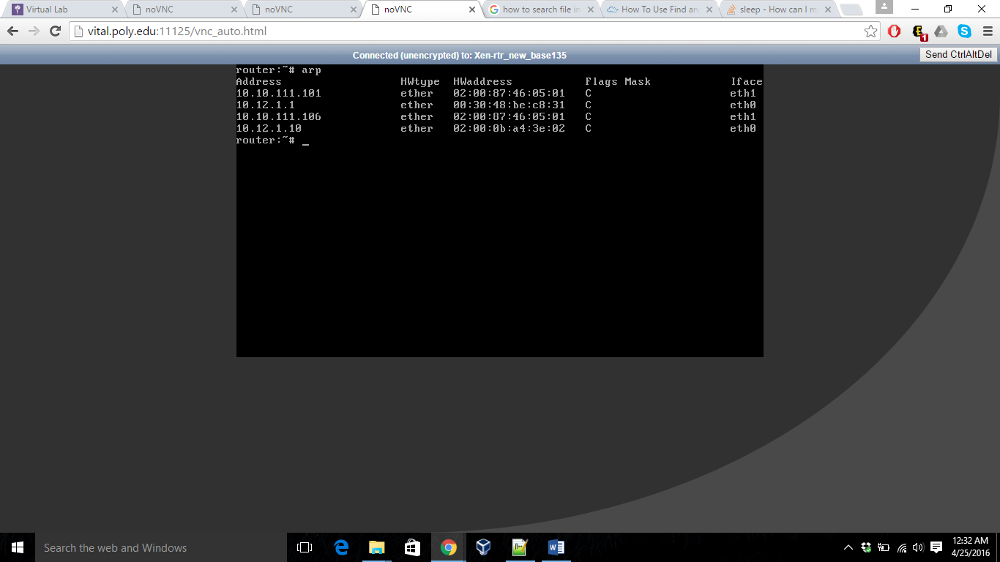 Virtual Lab noVNC noVNC noVNC how to search file in How To Use Find an sleep - How can I m
vital.poly.edu:11125/vnc_auto.html
1
Connected (unencrypted) to: Xen-rtr_new_base135 Send CtrlAltDel
router:~# arp
Address HWtype HWaddress Flags Mask Iface
10.10.111.101 ether 02:00:87:46:05:01 C eth1
10.12.1.1 ether 00:30:48:be:c8:31 C eth0
10.10.111.106 ether 02:00:87:46:05:01 C eth1
10.12.1.10 ether 02:00:0b:a4:3e:02 C eth0
router:~# _
Search the web and Windows
12:32 AM
4/25/2016